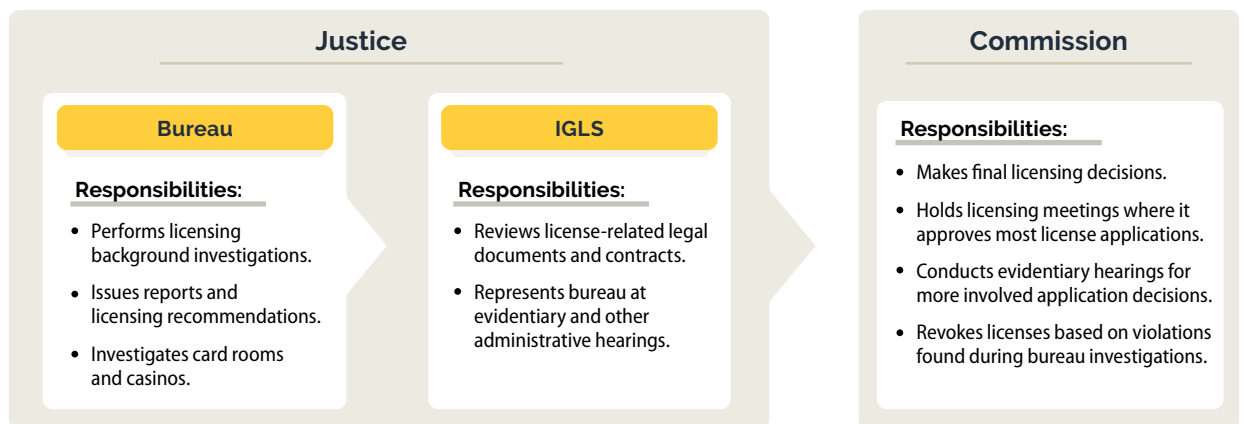 Justice
Bureau
Responsibilities:
• Performs licensing
background investigations.
• Issues reports and
licensing recommendations.
• Investigates card rooms
and casinos.
IGLS
Responsibilities:
• Reviews license-related legal
documents and contracts.
• Represents bureau at
evidentiary and other
administrative hearings.
Commission
Responsibilities:
• Makes final licensing decisions.
• Holds licensing meetings where it
approves most license applications.
• Conducts evidentiary hearings for
more involved application decisions.
• Revokes licenses based on violations
found during bureau investigations.